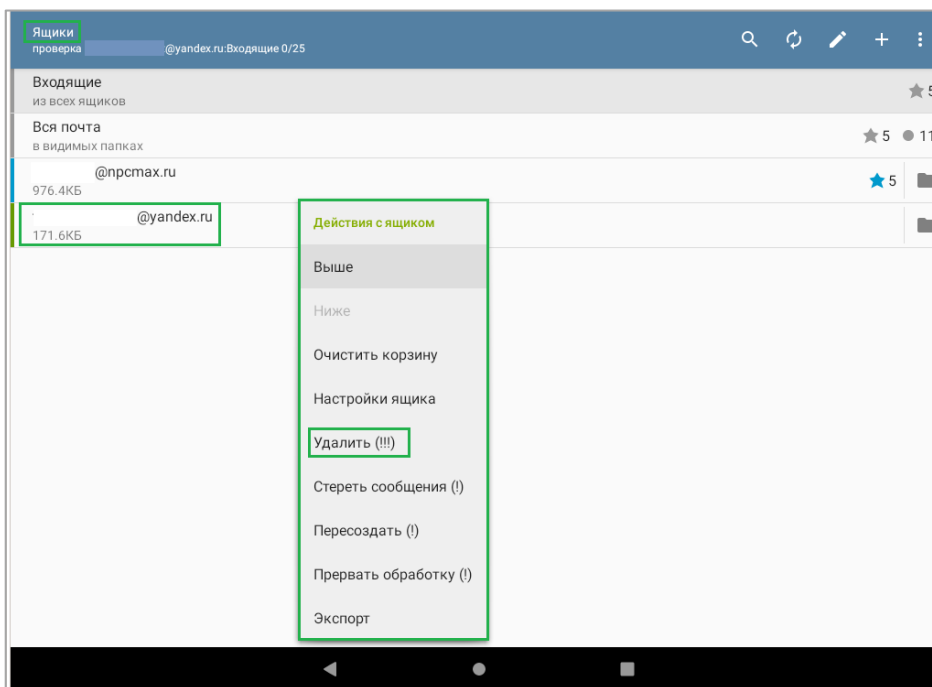 Ящики
проверка @yandex.ru:Входящие 0/25
Входящие
из всех ящиков
5
Вся почта
в видимых папках
5 11
@npcmax.ru
976.4КБ
5
@yandex.ru
171.6КБ
Действия с ящиком
Выше
Ниже
Очистить корзину
Настройки ящика
Удалить (!!!)
Стереть сообщения (!)
Пересоздать (!)
Прервать обработку (!)
Экспорт